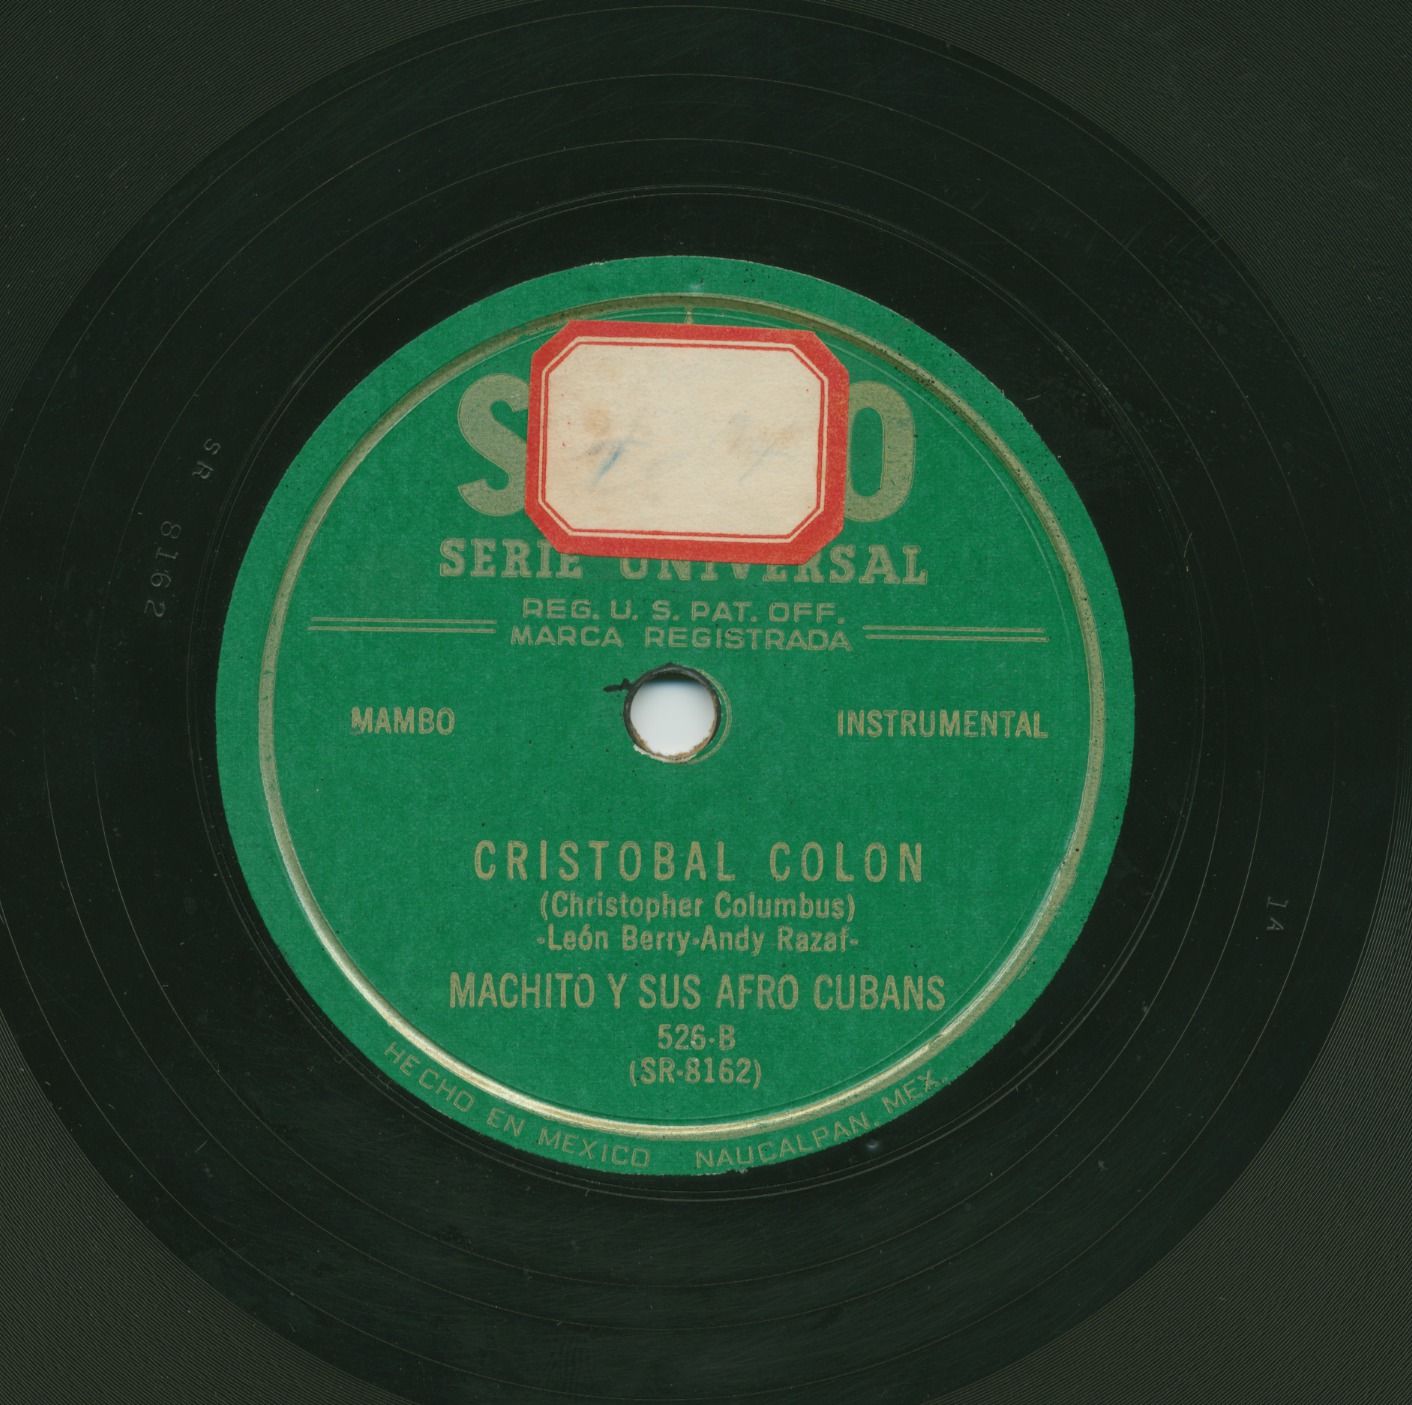 SERIE UNIVERSAL
REG. U. S. PAT. OFF.
MARCA REGISTRADA
MAMBO
INSTRUMENTAL
CRISTOBAL COLON
(Christopher Columbus)
-León Berry-Andy Razaf-
MACHITO Y SUS AFRO CUBANS
526-B
(SR-8162)
HECHO EN MEXICO NAUCALPAN, MEX.
SR 8162
1A